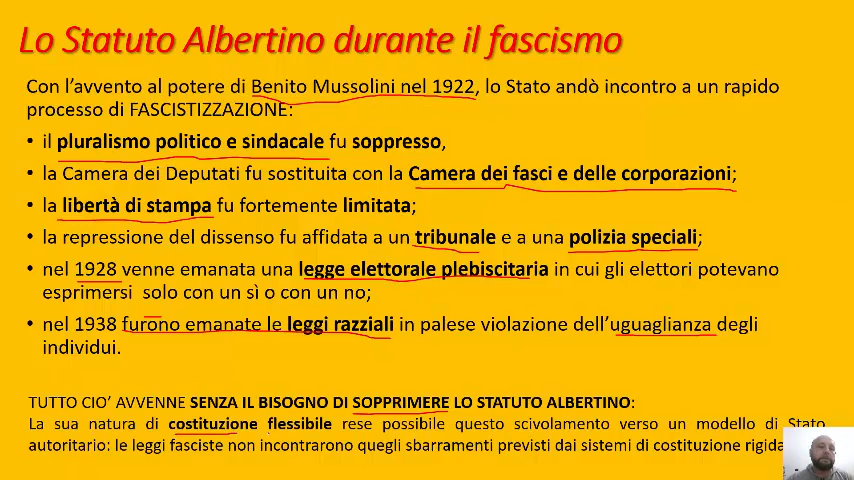 Lo Statuto Albertino durante il fascismo
Con l’avvento al potere di Benito Mussolini nel 1922, lo Stato andò incontro a un rapido
processo di FASCISTIZZAZIONE:
• il pluralismo politico e sindacale fu soppresso,
• la Camera dei Deputati fu sostituita con la Camera dei fasci e delle corporazioni;
• la libertà di stampa fu fortemente limitata;
• la repressione del dissenso fu affidata a un tribunale e a una polizia speciali;
• nel 1928 venne emanata una legge elettorale plebiscitaria in cui gli elettori potevano
esprimersi solo con un sì o con un no;
• nel 1938 furono emanate le leggi razziali in palese violazione dell’uguaglianza degli
individui.
TUTTO CIO’ AVVENNE SENZA IL BISOGNO DI SOPPRIMERE LO STATUTO ALBERTINO:
La sua natura di costituzione flessibile rese possibile questo scivolamento verso un modello di Stato
autoritario: le leggi fasciste non incontrarono quegli sbarramenti previsti dai sistemi di costituzione rigida